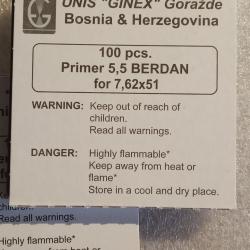 UNIS "GINEX" Goražde
Bosnia & Herzegovina
100 pcs.
Primer 5,5 BERDAN
for 7,62x51
WARNING: Keep out of reach of
children.
Read all warnings.
DANGER: Highly flammable*
Keep away from heat or
flame*
Store in a cool and dry place.
children.
Read all warnings.
Highly flammable*